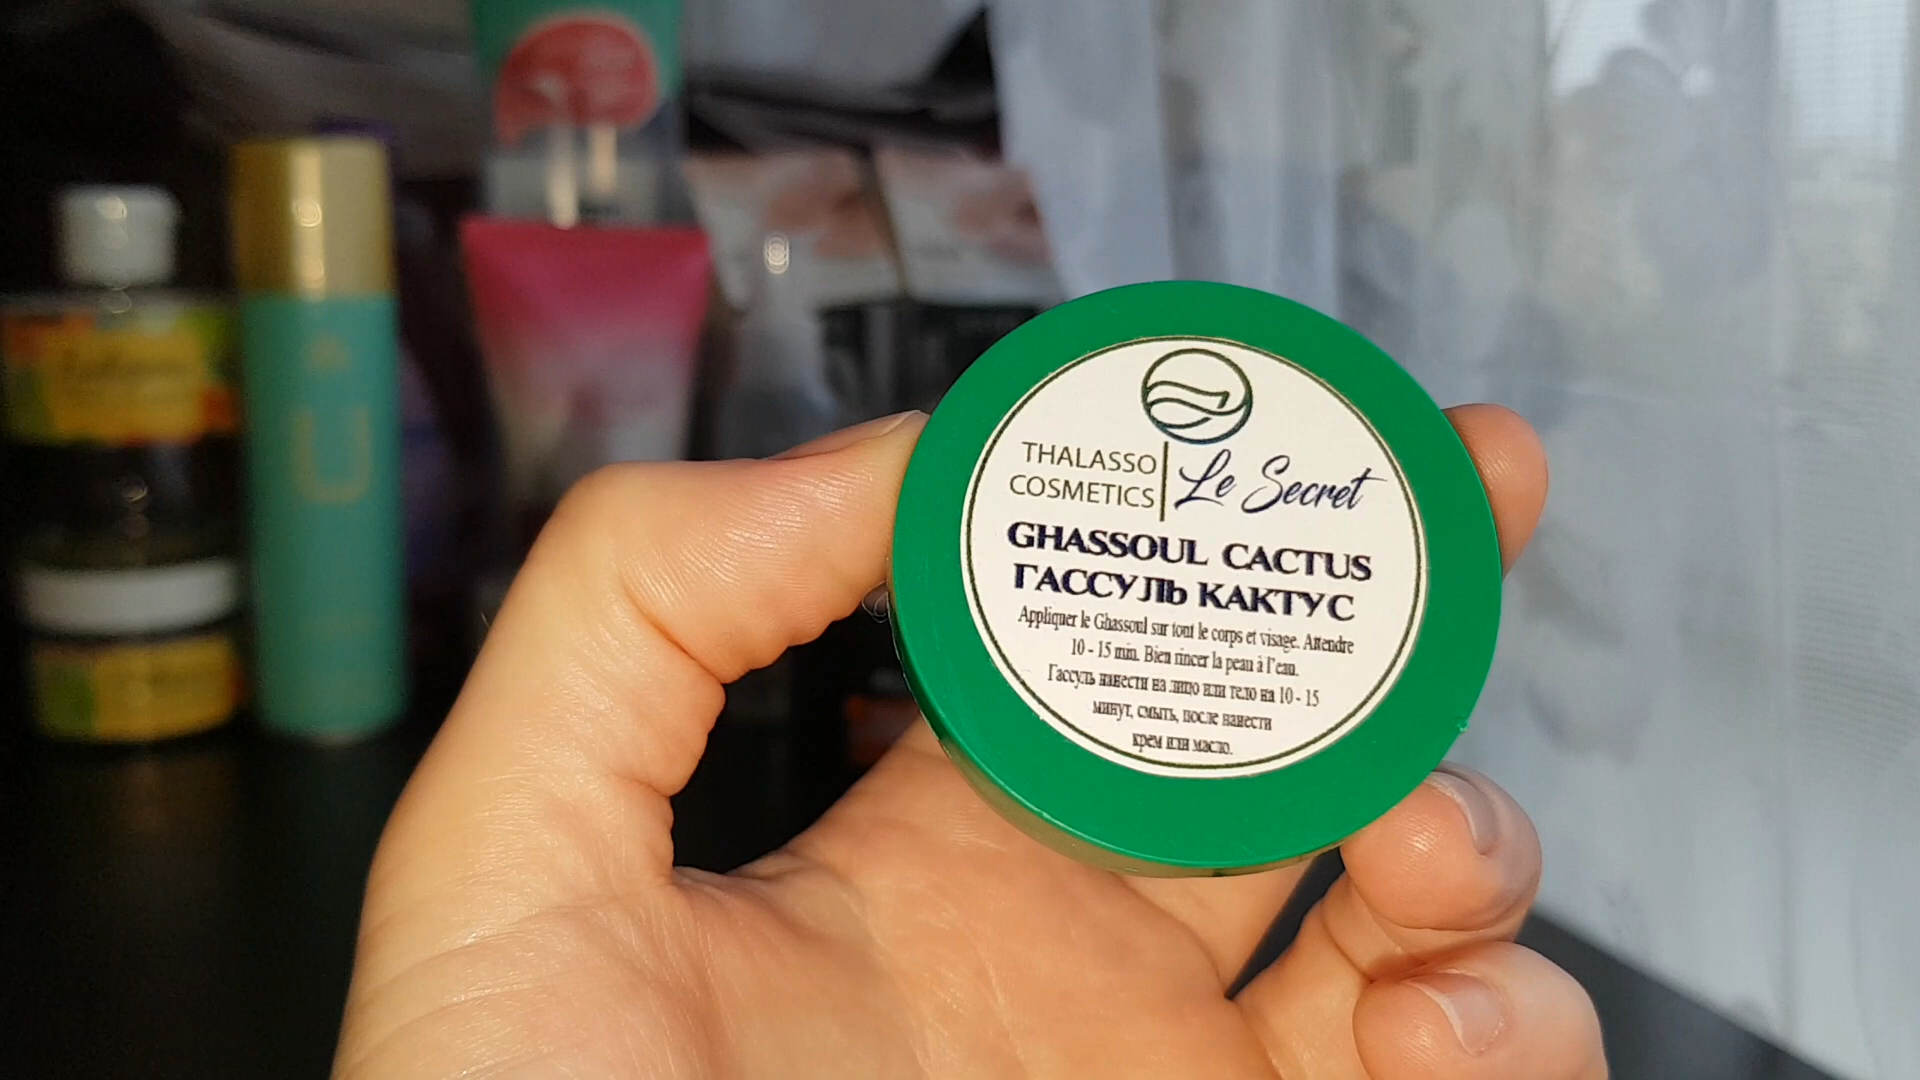 THALASSO
COSMETICS
Le Secret
GHASSOUL CACTUS
ГАССУЛЬ КАКТУС
Appliquer le Ghassoul sur tout le corps et visage. Attendre
10 - 15 min. Bien rincer la peau à l'eau.
Гассуль нанести на лицо или тело на 10 - 15
минут, смыть, после нанести
крем или масло.
U